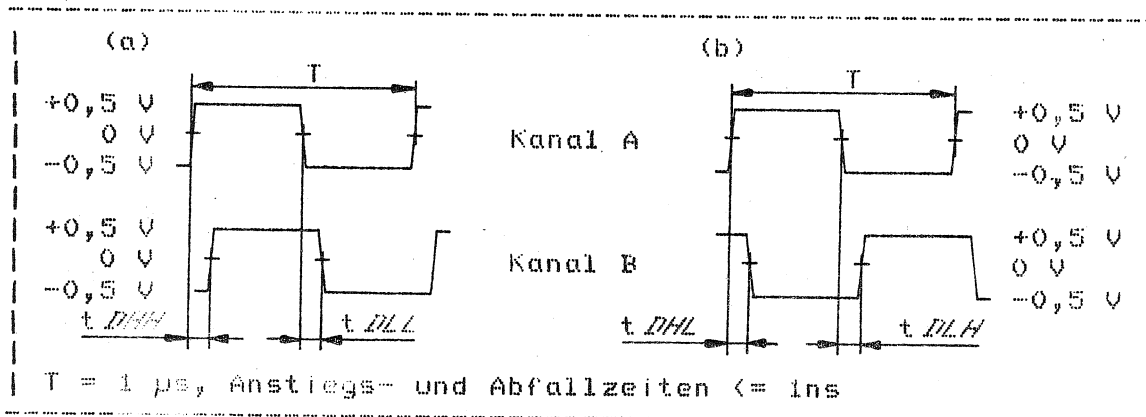 (a) (b)
T T
+0,5 V +0,5 V
0 V Kanal A 0 V
-0,5 V -0,5 V
+0,5 V +0,5 V
0 V Kanal B 0 V
-0,5 V -0,5 V
t DHH t DLL t DHL t DLH
T = 1 µs, Anstiegs- und Abfallzeiten <= 1ns